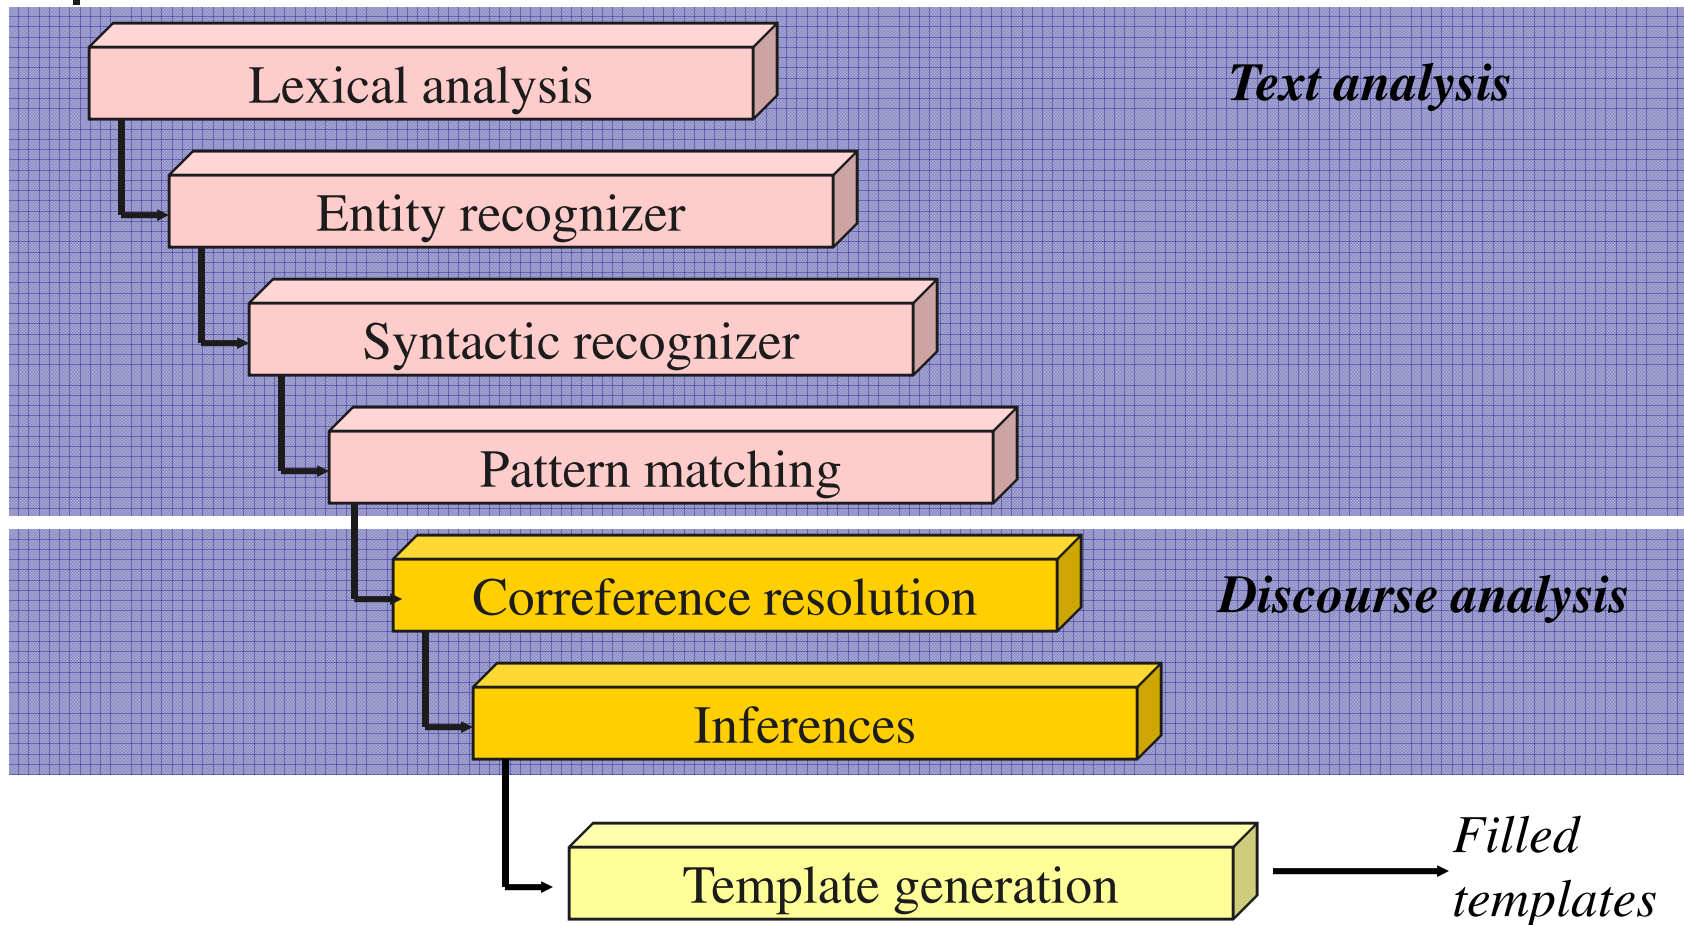 Lexical analysis
Text analysis
Entity recognizer
Syntactic recognizer
Pattern matching
Correference resolution
Discourse analysis
Inferences
Filled
templates
Template generation